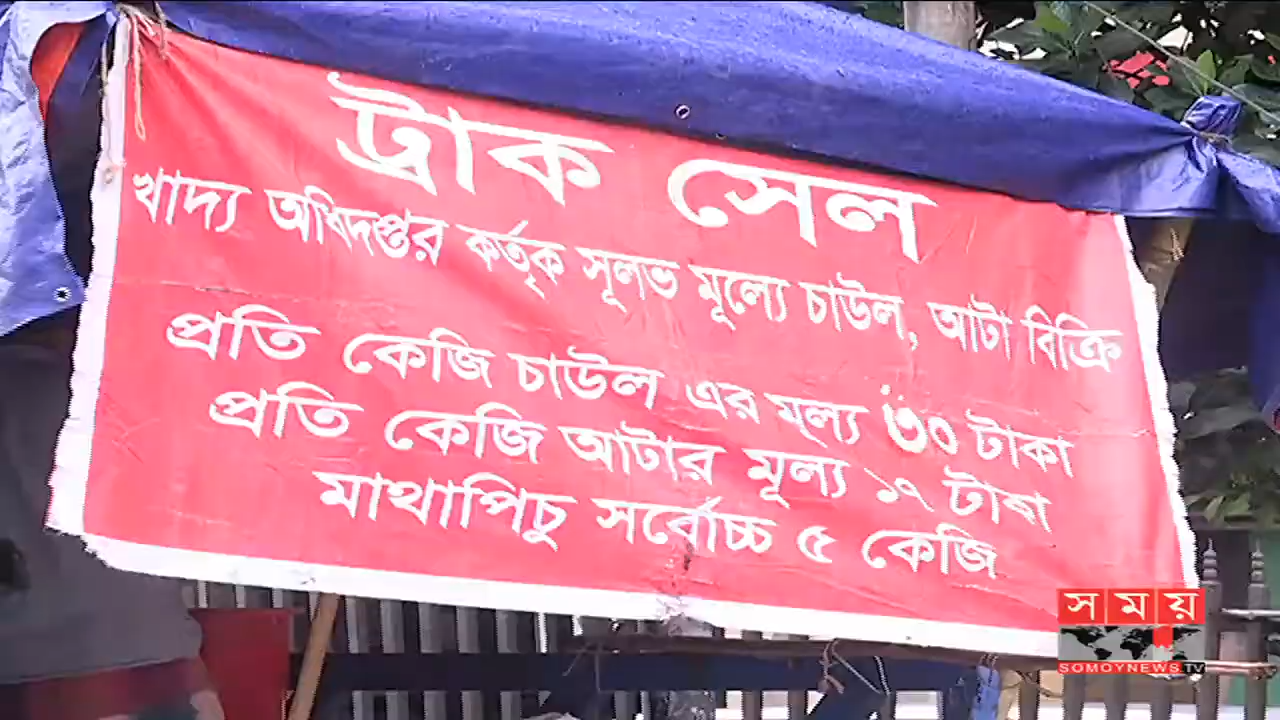 ট্রাক সেল
খাদ্য অধিদপ্তর কর্তৃক সূলভ মূল্যে চাউল, আটা বিক্রি
প্রতি কেজি চাউল এর মূল্য ৩০ টাকা
প্রতি কেজি আটার মূল্য ১৭ টাকা
মাথাপিচু সর্বোচ্চ ৫ কেজি
সময়
SOMOYNEWS.TV